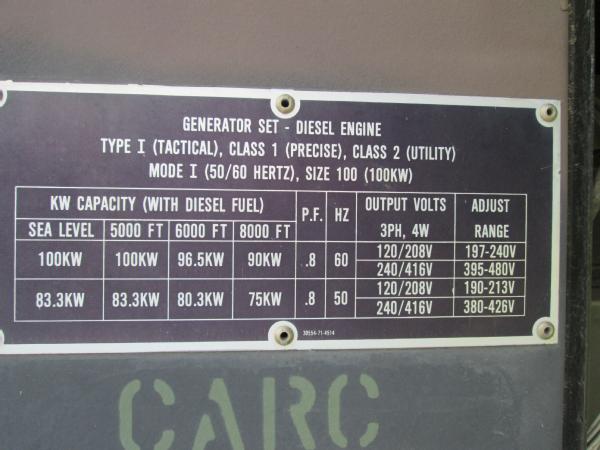 GENERATOR SET - DIESEL ENGINE
TYPE I (TACTICAL), CLASS 1 (PRECISE), CLASS 2 (UTILITY)
MODE I (50/60 HERTZ), SIZE 100 (100KW)
KW CAPACITY (WITH DIESEL FUEL) P.F. HZ OUTPUT VOLTS ADJUST
SEA LEVEL 5000 FT 6000 FT 8000 FT 3PH, 4W RANGE
100KW 100KW 96.5KW 90KW .8 60 120/208V 197-240V
240/416V 395-480V
83.3KW 83.3KW 80.3KW 75KW .8 50 120/208V 190-213V
240/416V 380-426V
30554-71-4514
CARC